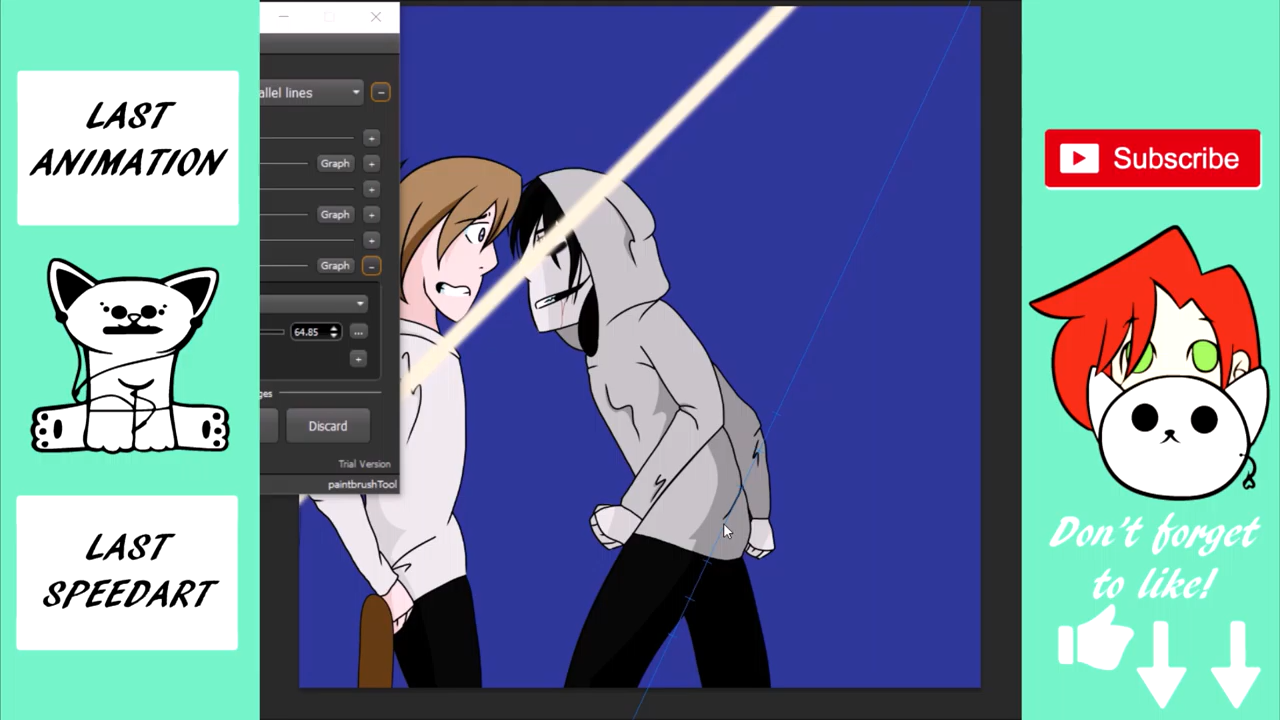 LAST
ANIMATION
allel lines
Graph
Graph
Graph
64.85
...
ges
Discard
Trial Version
paintbrushTool
LAST
SPEEDART
Subscribe
Don't forget
to like!